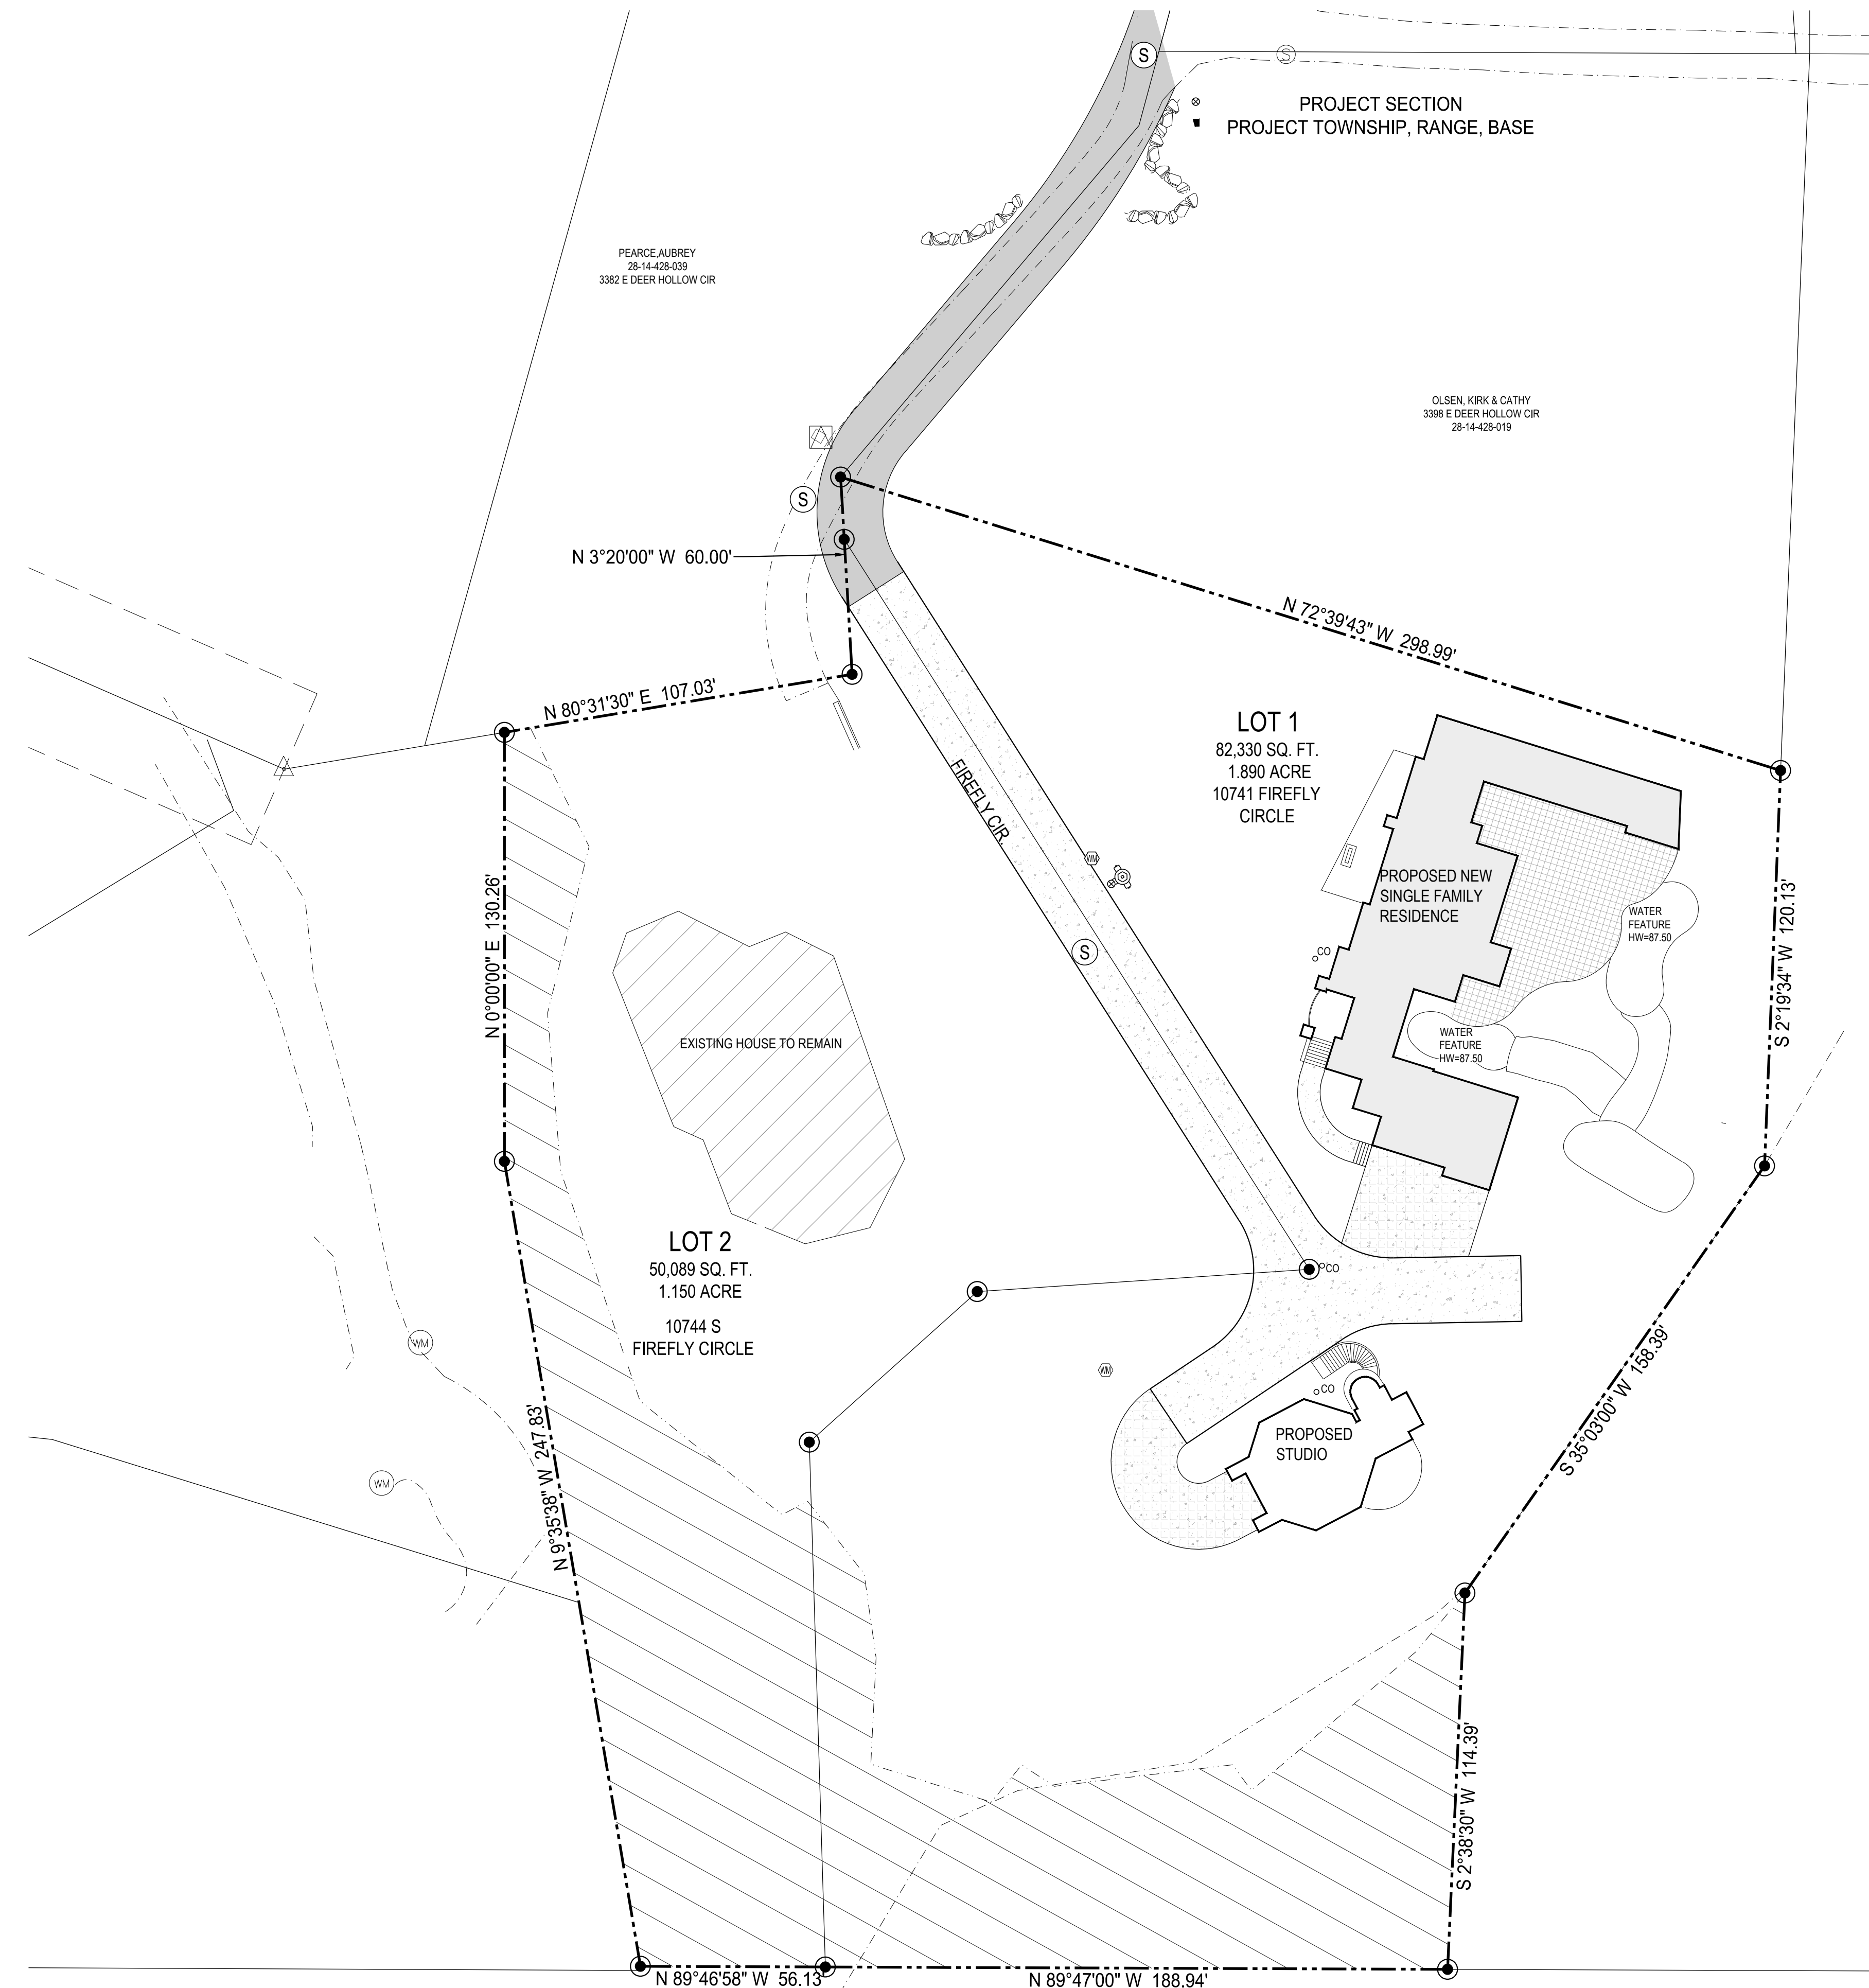 S
S
PROJECT SECTION
PROJECT TOWNSHIP, RANGE, BASE
PEARCE,AUBREY
28-14-428-039
3382 E DEER HOLLOW CIR
OLSEN, KIRK & CATHY
3398 E DEER HOLLOW CIR
28-14-428-019
S
N 3°20'00" W  60.00'
N 72°39'43" W  298.99'
N 80°31'30" E  107.03'
LOT 1
82,330 SQ. FT.
1.890 ACRE
10741 FIREFLY
CIRCLE
FIREFLY CIR.
WM
PROPOSED NEW
SINGLE FAMILY
RESIDENCE
WATER
FEATURE
HW=87.50
S 2°19'34" W  120.13'
N 0°00'00" E  130.26'
S
CO
EXISTING HOUSE TO REMAIN
WATER
FEATURE
HW=87.50
LOT 2
50,089 SQ. FT.
1.150 ACRE
10744 S
FIREFLY CIRCLE
CO
WM
WM
CO
S 35°03'00" W  158.39'
PROPOSED
STUDIO
WM
N 9°35'38" W  247.83'
S 2°38'30" W  114.39'
N 89°46'58" W  56.13'
N 89°47'00" W  188.94'